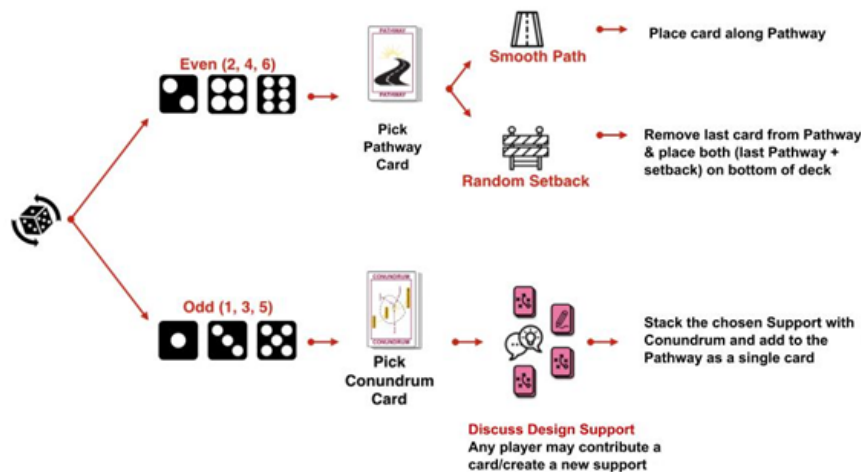 Even (2, 4, 6)
PATHWAY
PATHWAY
Pick
Pathway
Card
Smooth Path
Place card along Pathway
Random Setback
Remove last card from Pathway
& place both (last Pathway +
setback) on bottom of deck
Odd (1, 3, 5)
CONUNDRUM
CONUNDRUM
Pick
Conundrum
Card
Discuss Design Support
Any player may contribute a
card/create a new support
Stack the chosen Support with
Conundrum and add to the
Pathway as a single card